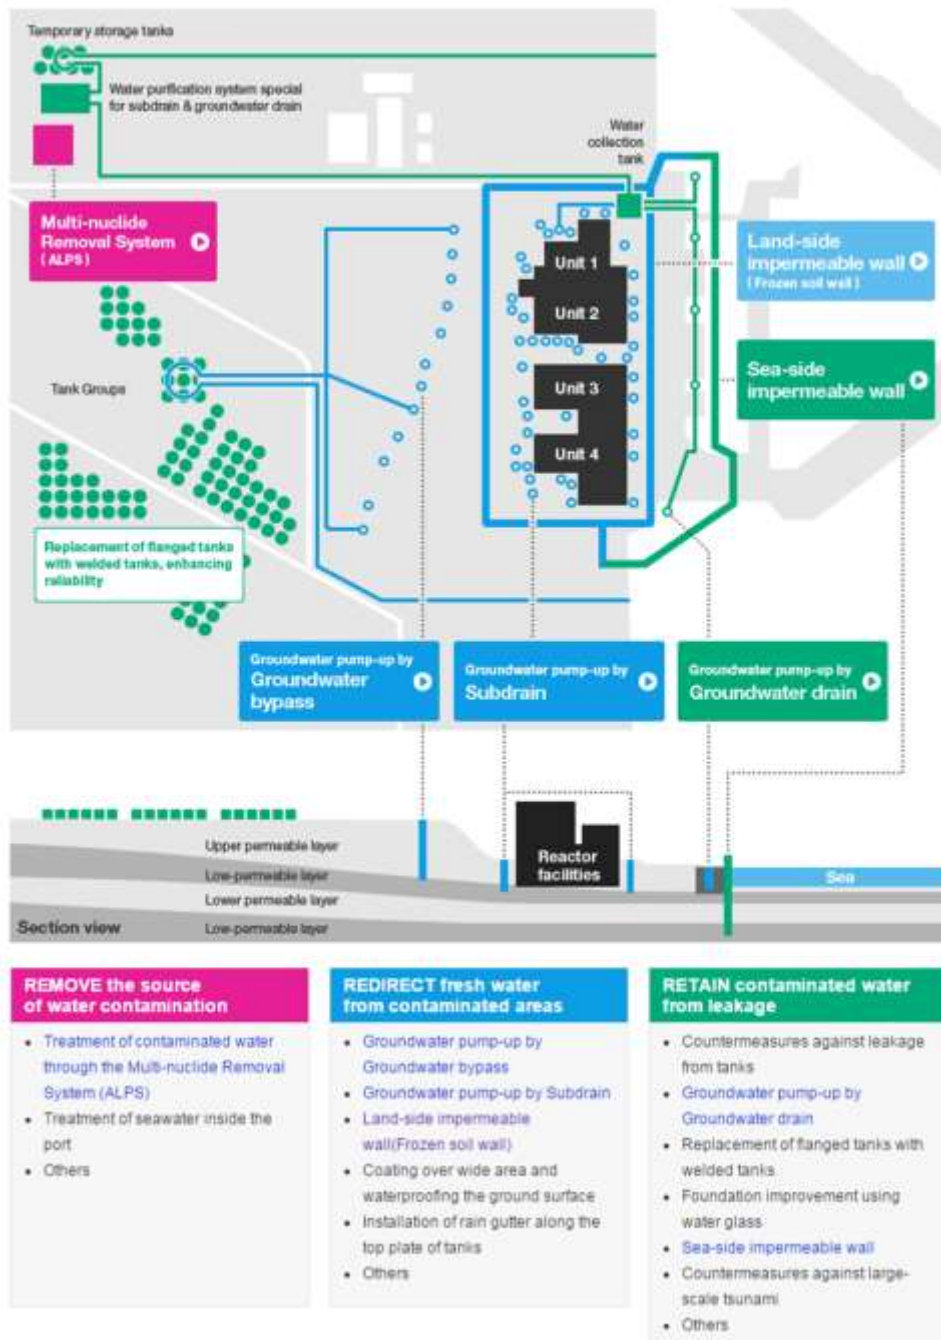 Temporary storage tanks
Water purification system special
for subdrain & groundwater drain
Water
collection
tank
Multi-nuclide
Removal System
( ALPS )
Unit 1
Unit 2
Unit 3
Unit 4
Land-side
impermeable wall
( Frozen soil wall )
Sea-side
impermeable wall
Tank Groups
Replacement of flanged tanks
with welded tanks, enhancing
reliability
Groundwater pump-up by
Groundwater
bypass
Groundwater pump-up by
Subdrain
Groundwater pump-up by
Groundwater drain
Upper permeable layer
Low-permeable layer
Lower permeable layer
Low-permeable layer
Section view
Reactor
facilities
Sea
REMOVE the source
of water contamination
• Treatment of contaminated water
through the Multi-nuclide Removal
System (ALPS)
• Treatment of seawater inside the
port
• Others
REDIRECT fresh water
from contaminated areas
• Groundwater pump-up by
Groundwater bypass
• Groundwater pump-up by Subdrain
• Land-side impermeable
wall(Frozen soil wall)
• Coating over wide area and
waterproofing the ground surface
• Installation of rain gutter along the
top plate of tanks
• Others
RETAIN contaminated water
from leakage
• Countermeasures against leakage
from tanks
• Groundwater pump-up by
Groundwater drain
• Replacement of flanged tanks with
welded tanks
• Foundation improvement using
water glass
• Sea-side impermeable wall
• Countermeasures against large-
scale tsunami
• Others